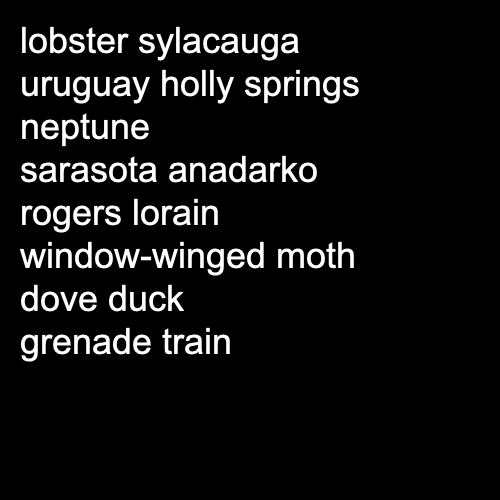 lobster sylacauga
uruguay holly springs
neptune
sarasota anadarko
rogers lorain
window-winged moth
dove duck
grenade train